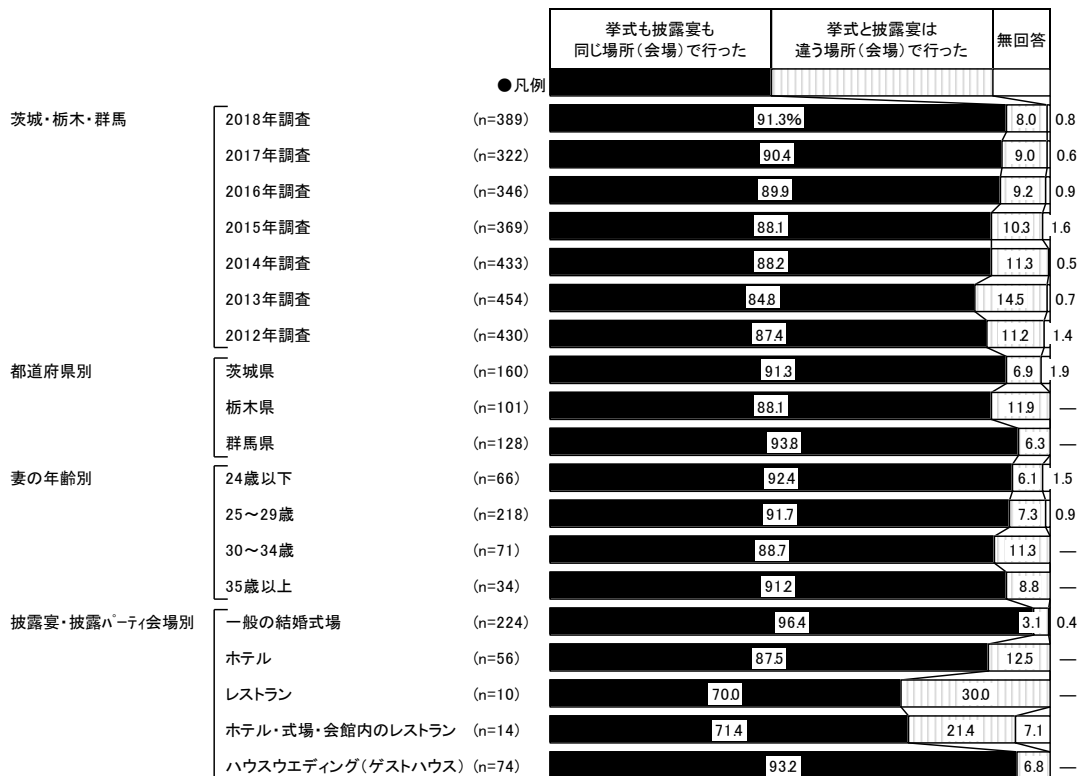 挙式も披露宴も
同じ場所（会場）で行った
挙式と披露宴は
違う場所（会場）で行った
無回答
●凡例
茨城・栃木・群馬 2018年調査 (n=389) 91.3% 8.0 0.8
2017年調査 (n=322) 90.4 9.0 0.6
2016年調査 (n=346) 89.9 9.2 0.9
2015年調査 (n=369) 88.1 10.3 1.6
2014年調査 (n=433) 88.2 11.3 0.5
2013年調査 (n=454) 84.8 14.5 0.7
2012年調査 (n=430) 87.4 11.2 1.4
都道府県別 茨城県 (n=160) 91.3 6.9 1.9
栃木県 (n=101) 88.1 11.9 —
群馬県 (n=128) 93.8 6.3 —
妻の年齢別 24歳以下 (n=66) 92.4 6.1 1.5
25～29歳 (n=218) 91.7 7.3 0.9
30～34歳 (n=71) 88.7 11.3 —
35歳以上 (n=34) 91.2 8.8 —
披露宴・披露ﾊﾟｰﾃｨ会場別 一般の結婚式場 (n=224) 96.4 3.1 0.4
ホテル (n=56) 87.5 12.5 —
レストラン (n=10) 70.0 30.0 —
ホテル・式場・会館内のレストラン (n=14) 71.4 21.4 7.1
ハウスウエディング（ゲストハウス） (n=74) 93.2 6.8 —